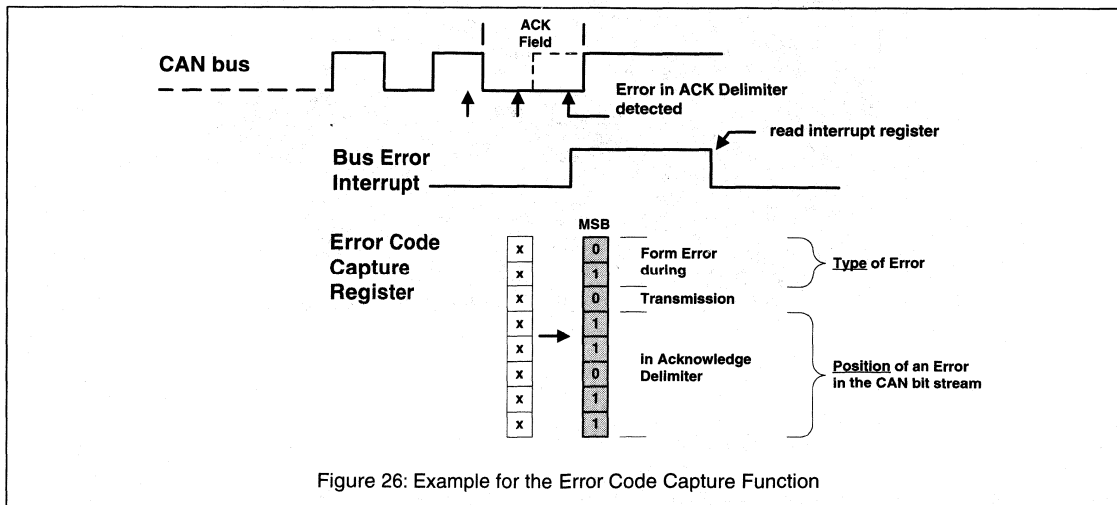 ACK
Field
CAN bus
Error in ACK Delimiter
detected
read interrupt register
Bus Error
Interrupt
MSB
Error Code
Capture
Register
x 0
x 1
x 0
x 1
x 1
x 0
x 1
x 1
Form Error
during
Transmission
in Acknowledge
Delimiter
Type of Error
Position of an Error
in the CAN bit stream
Figure 26: Example for the Error Code Capture Function